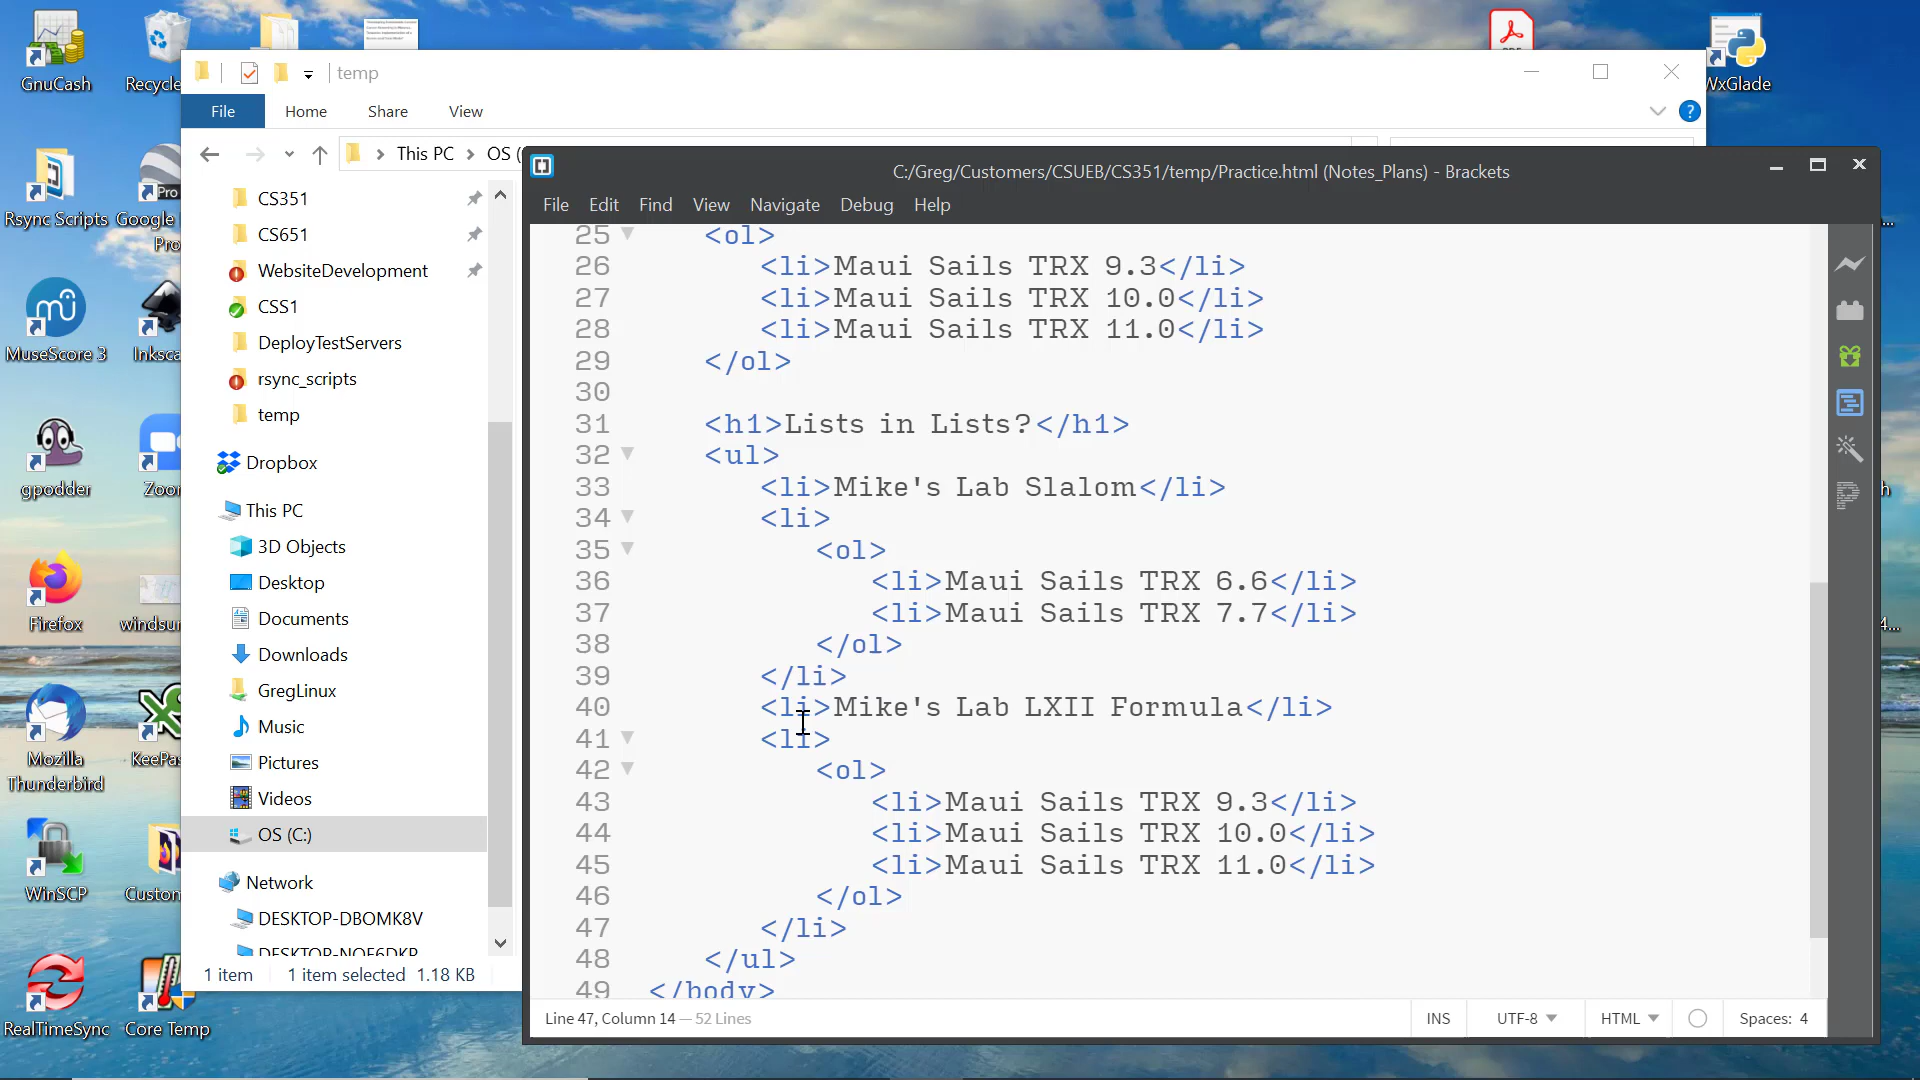 GnuCash
Recycle
WxGlade
temp
File
Home
Share
View
This PC
OS (
C:/Greg/Customers/CSUEB/CS351/temp/Practice.html (Notes_Plans) - Brackets
File
Edit
Find
View
Navigate
Debug
Help
Rsync Scripts
Google
Pro
MuseScore 3
Inksca
gpodder
Zoom
Firefox
windsur
Mozilla
Thunderbird
KeePas
WinSCP
Custom
RealTimeSync
Core Temp
CS351
CS651
WebsiteDevelopment
CSS1
DeployTestServers
rsync_scripts
temp
Dropbox
This PC
3D Objects
Desktop
Documents
Downloads
GregLinux
Music
Pictures
Videos
OS (C:)
Network
DESKTOP-DBOMK8V
DESKTOP-NOF6DKP
1 item
1 item selected 1.18 KB
25 <ol>
26 <li>Maui Sails TRX 9.3</li>
27 <li>Maui Sails TRX 10.0</li>
28 <li>Maui Sails TRX 11.0</li>
29 </ol>
30
31 <h1>Lists in Lists?</h1>
32 <ul>
33 <li>Mike's Lab Slalom</li>
34 <li>
35 <ol>
36 <li>Maui Sails TRX 6.6</li>
37 <li>Maui Sails TRX 7.7</li>
38 </ol>
39 </li>
40 <li>Mike's Lab LXII Formula</li>
41 <li>
42 <ol>
43 <li>Maui Sails TRX 9.3</li>
44 <li>Maui Sails TRX 10.0</li>
45 <li>Maui Sails TRX 11.0</li>
46 </ol>
47 </li>
48 </ul>
49 </body>
Line 47, Column 14 — 52 Lines
INS
UTF-8
HTML
Spaces: 4